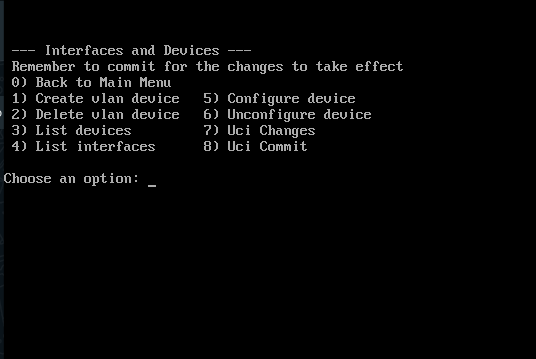 --- Interfaces and Devices ---
Remember to commit for the changes to take effect
0) Back to Main Menu
1) Create vlan device   5) Configure device
2) Delete vlan device   6) Unconfigure device
3) List devices         7) Uci Changes
4) List interfaces      8) Uci Commit
Choose an option: _